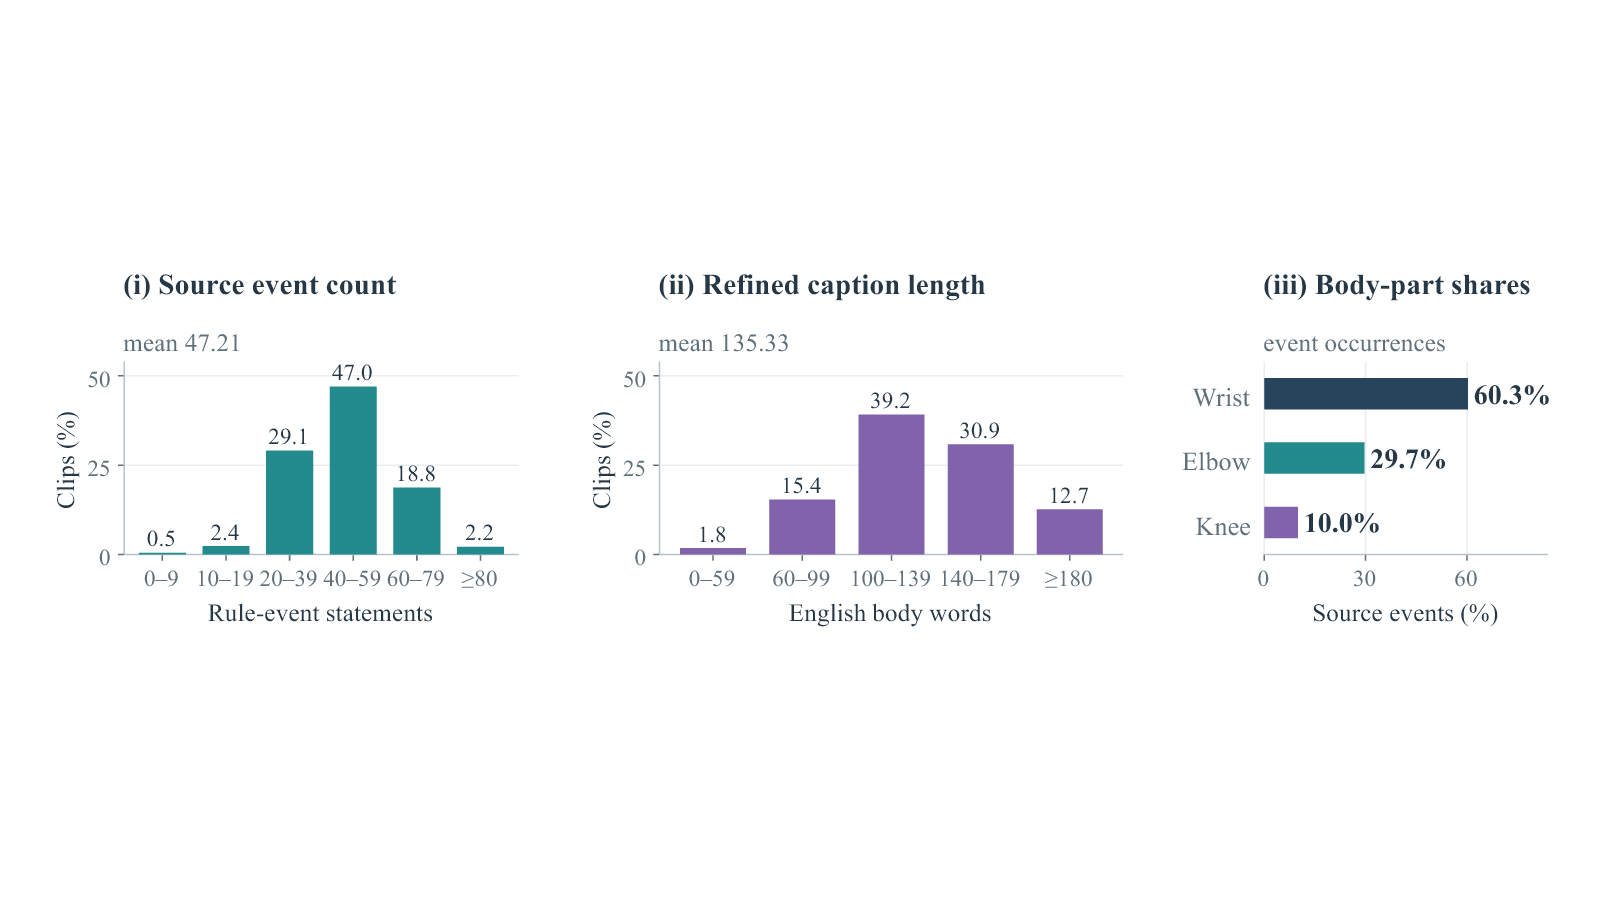 (i) Source event count
mean 47.21
Clips (%)
50
25
0
0.5
2.4
29.1
47.0
18.8
2.2
0–9 10–19 20–39 40–59 60–79 ≥80
Rule-event statements
(ii) Refined caption length
mean 135.33
Clips (%)
50
25
0
1.8
15.4
39.2
30.9
12.7
0–59 60–99 100–139 140–179 ≥180
English body words
(iii) Body-part shares
event occurrences
Wrist 60.3%
Elbow 29.7%
Knee 10.0%
0 30 60
Source events (%)